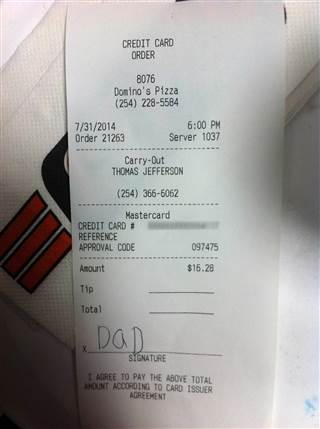 CREDIT CARD
ORDER
8076
Domino's Pizza
(254) 228-5584
7/31/2014 6:00 PM
Order 21263 Server 1037
Carry-Out
THOMAS JEFFERSON
(254) 366-6062
Mastercard
CREDIT CARD #
REFERENCE
APPROVAL CODE 097475
Amount $16.28
Tip
Total
X DaD
SIGNATURE
I AGREE TO PAY THE ABOVE TOTAL
AMOUNT ACCORDING TO CARD ISSUER
AGREEMENT